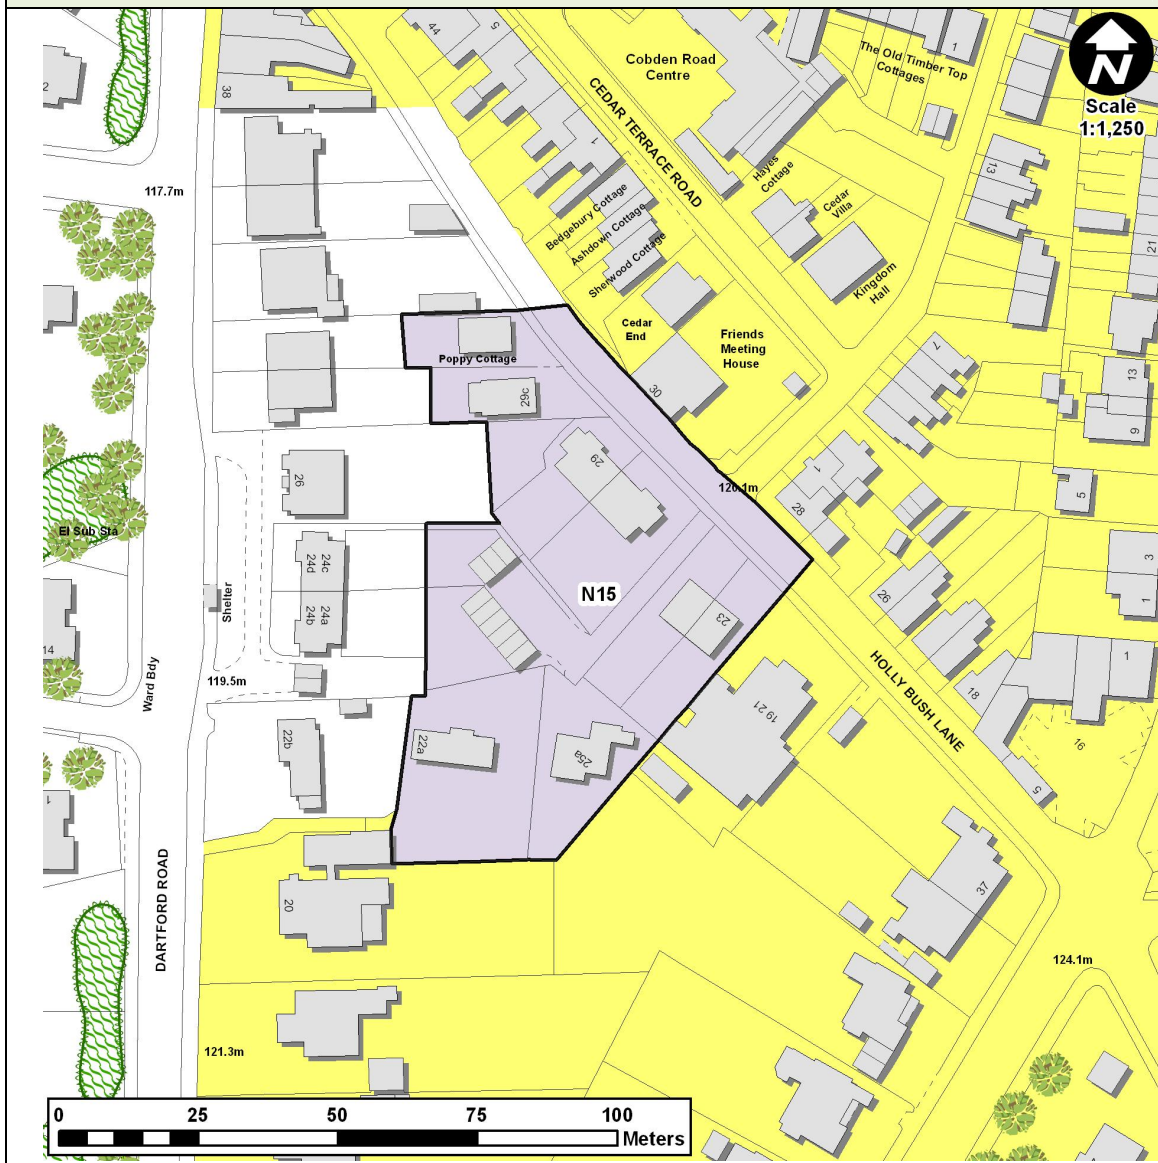 44
5
Cobden Road
Centre
The Old Timber Top
Cottages
1
N
Scale
1:1,250
2
38
CEDAR TERRACE ROAD
1
Hayes
Cottage
13
117.7m
Bedgebury Cottage
Ashdown Cottage
Sherwood Cottage
Cedar
Villa
Kingdom
Hall
21
Cedar
End
Friends
Meeting
House
7
Poppy Cottage
29c
30
13
9
29
26
120.1m
1
28
5
El Sub Sta
24d
24c
24b
24a
Shelter
N15
23
26
3
1
14
Ward Bdy
119.5m
HOLLY BUSH LANE
18
1
16
19 21
22b
22a
25a
5
1
DARTFORD ROAD
20
37
124.1m
121.3m
0
25
50
75
100
Meters